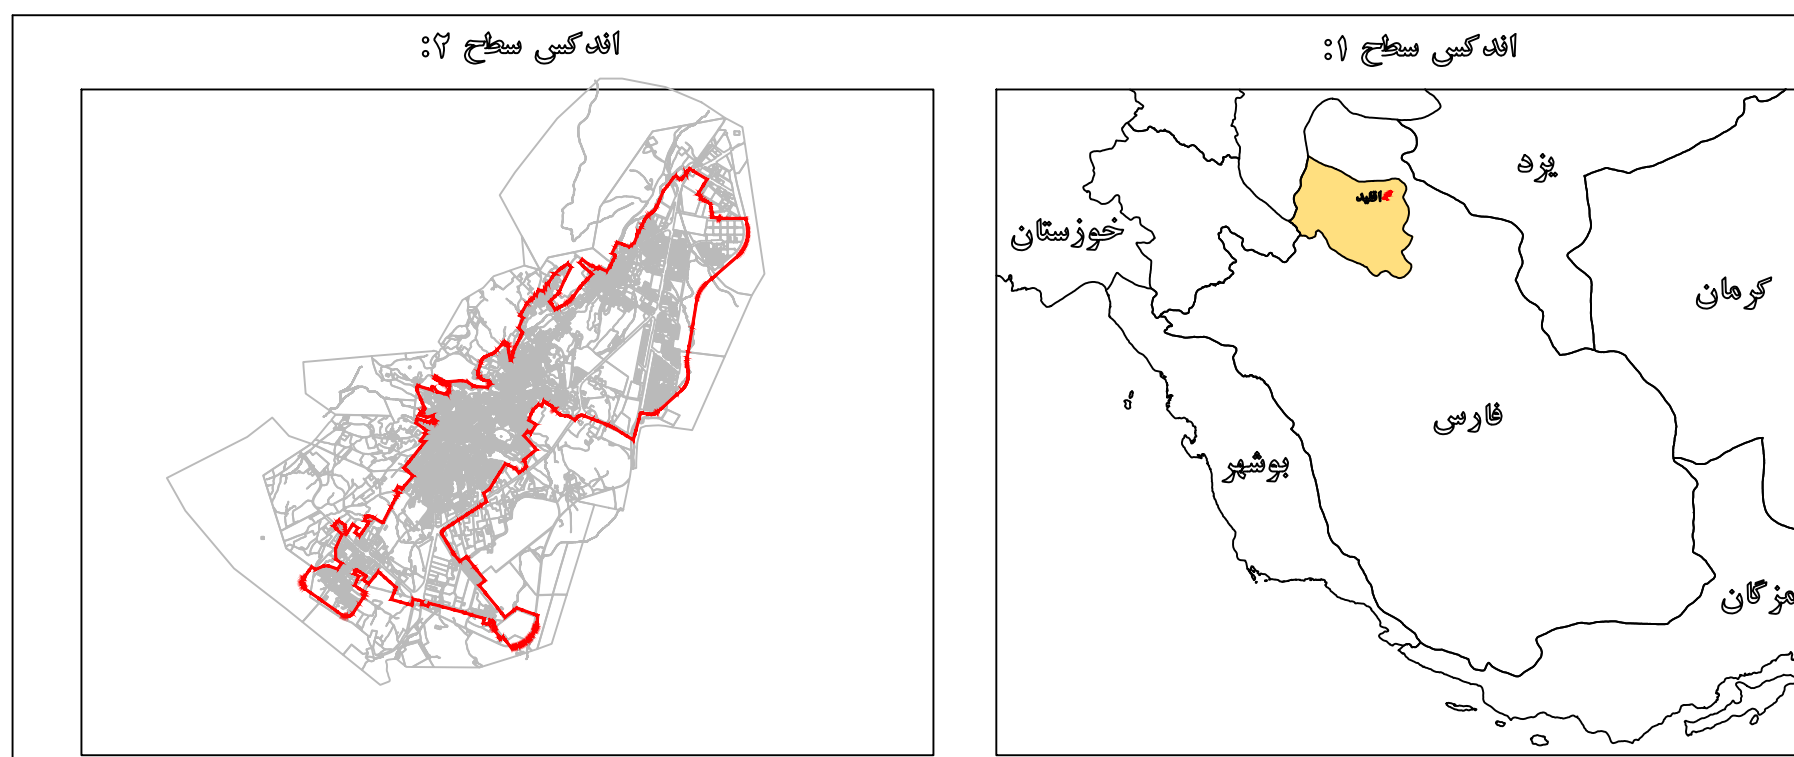 اندکس سطح ۱:
اندکس سطح ۲:
یزد
اقلید
خوزستان
کرمان
فارس
بوشهر
مزگان